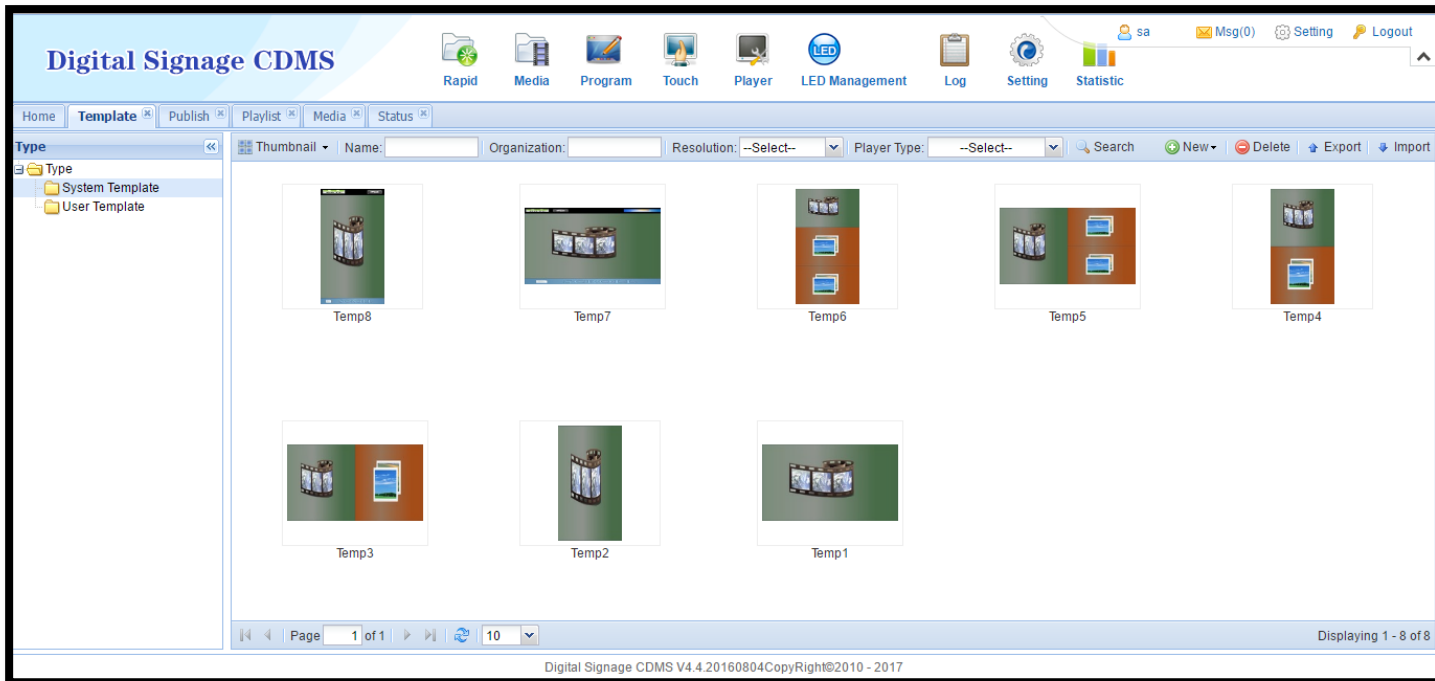 Digital Signage CDMS
Rapid
Media
Program
Touch
Player
LED
LED Management
Log
Setting
Statistic
sa
Msg(0)
Setting
Logout
Home
Template
Publish
Playlist
Media
Status
Type
Thumbnail
Name:
Organization:
Resolution: --Select--
Player Type: --Select--
Search
New
Delete
Export
Import
Type
System Template
User Template
Temp8
Temp7
Temp6
Temp5
Temp4
Temp3
Temp2
Temp1
Page 1 of 1
10
Displaying 1 - 8 of 8
Digital Signage CDMS V4.4.20160804CopyRight©2010 - 2017